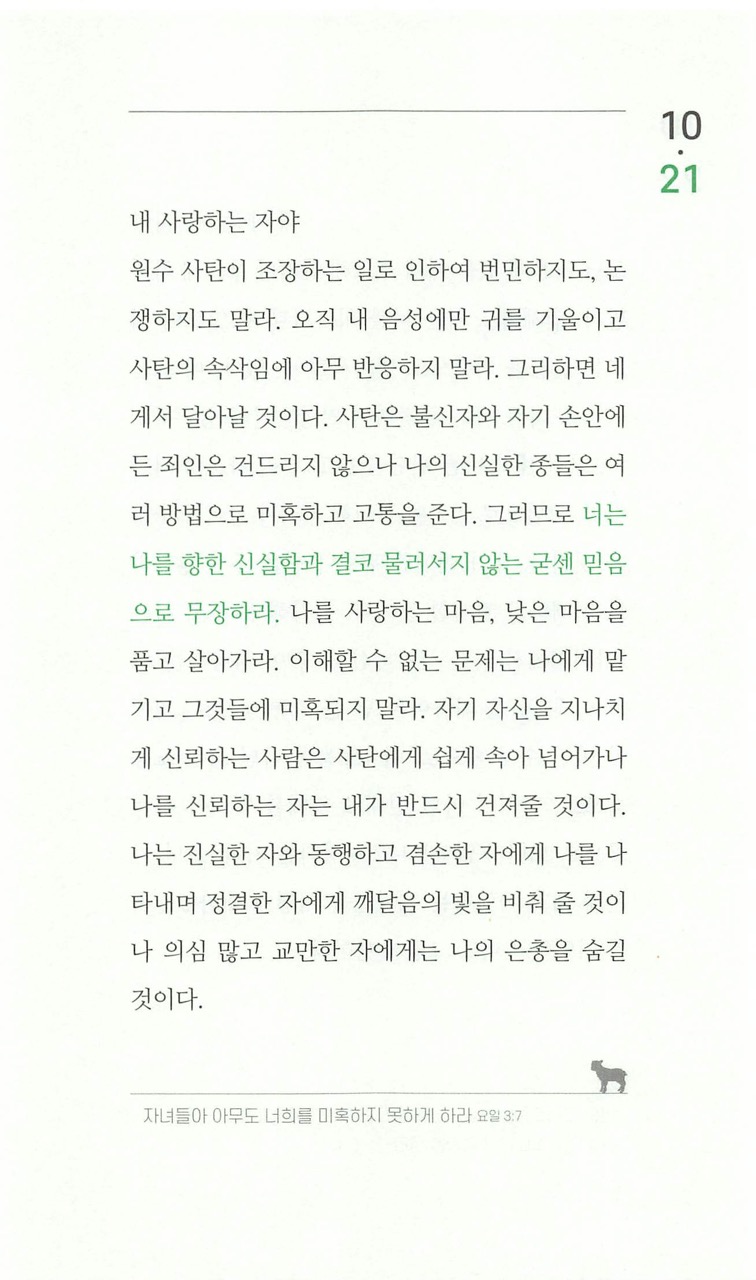 10
·
21
내 사랑하는 자야
원수 사탄이 조장하는 일로 인하여 번민하지도, 논
쟁하지도 말라. 오직 내 음성에만 귀를 기울이고
사탄의 속삭임에 아무 반응하지 말라. 그리하면 네
게서 달아날 것이다. 사탄은 불신자와 자기 손안에
든 죄인은 건드리지 않으나 나의 신실한 종들은 여
러 방법으로 미혹하고 고통을 준다. 그러므로 너는
나를 향한 신실함과 결코 물러서지 않는 굳센 믿음
으로 무장하라. 나를 사랑하는 마음, 낮은 마음을
품고 살아가라. 이해할 수 없는 문제는 나에게 맡
기고 그것들에 미혹되지 말라. 자기 자신을 지나치
게 신뢰하는 사람은 사탄에게 쉽게 속아 넘어가나
나를 신뢰하는 자는 내가 반드시 건져줄 것이다.
나는 진실한 자와 동행하고 겸손한 자에게 나를 나
타내며 정결한 자에게 깨달음의 빛을 비춰 줄 것이
나 의심 많고 교만한 자에게는 나의 은총을 숨길
것이다.
자녀들아 아무도 너희를 미혹하지 못하게 하라 요일 3:7